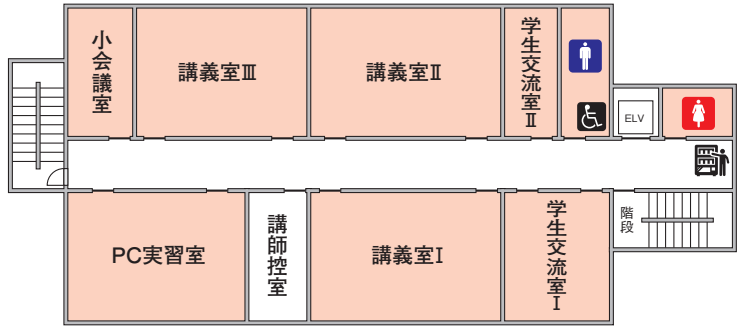 小会議室
講義室Ⅲ
講義室Ⅱ
学生交流室Ⅱ
ELV
PC実習室
講師控室
講義室Ⅰ
学生交流室Ⅰ
階段